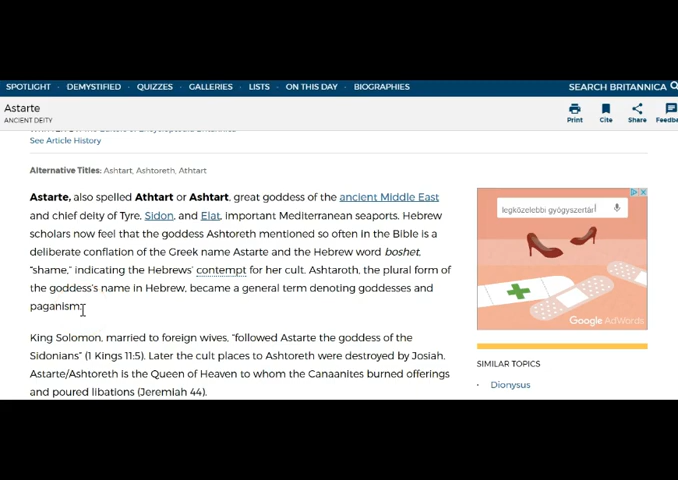 SPOTLIGHT · DEMYSTIFIED · QUIZZES · GALLERIES · LISTS · ON THIS DAY · BIOGRAPHIES SEARCH BRITANNICA
Astarte
ANCIENT DEITY
Print Cite Share Feedb
See Article History
Alternative Titles: Ashtart, Ashtoreth, Athtart
Astarte, also spelled Athtart or Ashtart, great goddess of the ancient Middle East
and chief deity of Tyre, Sidon, and Elat, important Mediterranean seaports. Hebrew
scholars now feel that the goddess Ashtoreth mentioned so often in the Bible is a
deliberate conflation of the Greek name Astarte and the Hebrew word boshet,
“shame,” indicating the Hebrews’ contempt for her cult. Ashtaroth, the plural form of
the goddess’s name in Hebrew, became a general term denoting goddesses and
paganism.
King Solomon, married to foreign wives, “followed Astarte the goddess of the
Sidonians” (1 Kings 11:5). Later the cult places to Ashtoreth were destroyed by Josiah.
Astarte/Ashtoreth is the Queen of Heaven to whom the Canaanites burned offerings
and poured libations (Jeremiah 44).
legközelebbi gyógyszertár
Google AdWords
SIMILAR TOPICS
· Dionysus